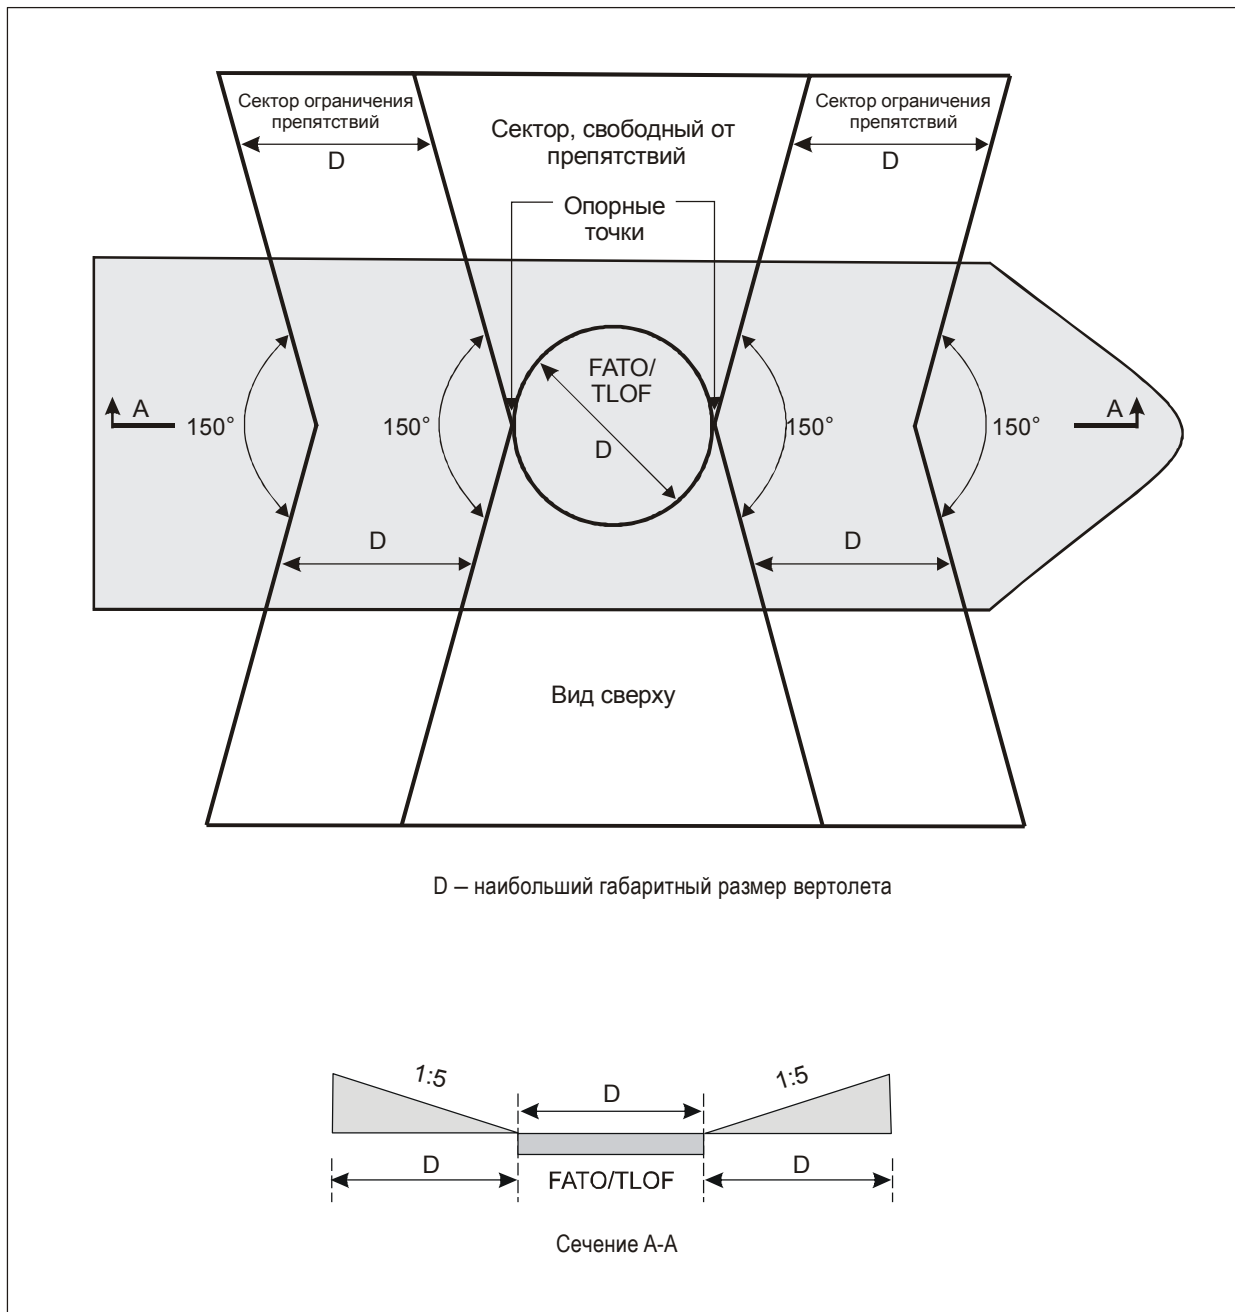 Сектор ограничения
препятствий
D
Сектор, свободный от
препятствий
Сектор ограничения
препятствий
D
Опорные
точки
FATO/
TLOF
D
A
150°
150°
150°
150°
A
D
D
Вид сверху
D – наибольший габаритный размер вертолета
1:5
D
1:5
D
FATO/TLOF
D
Сечение А-А